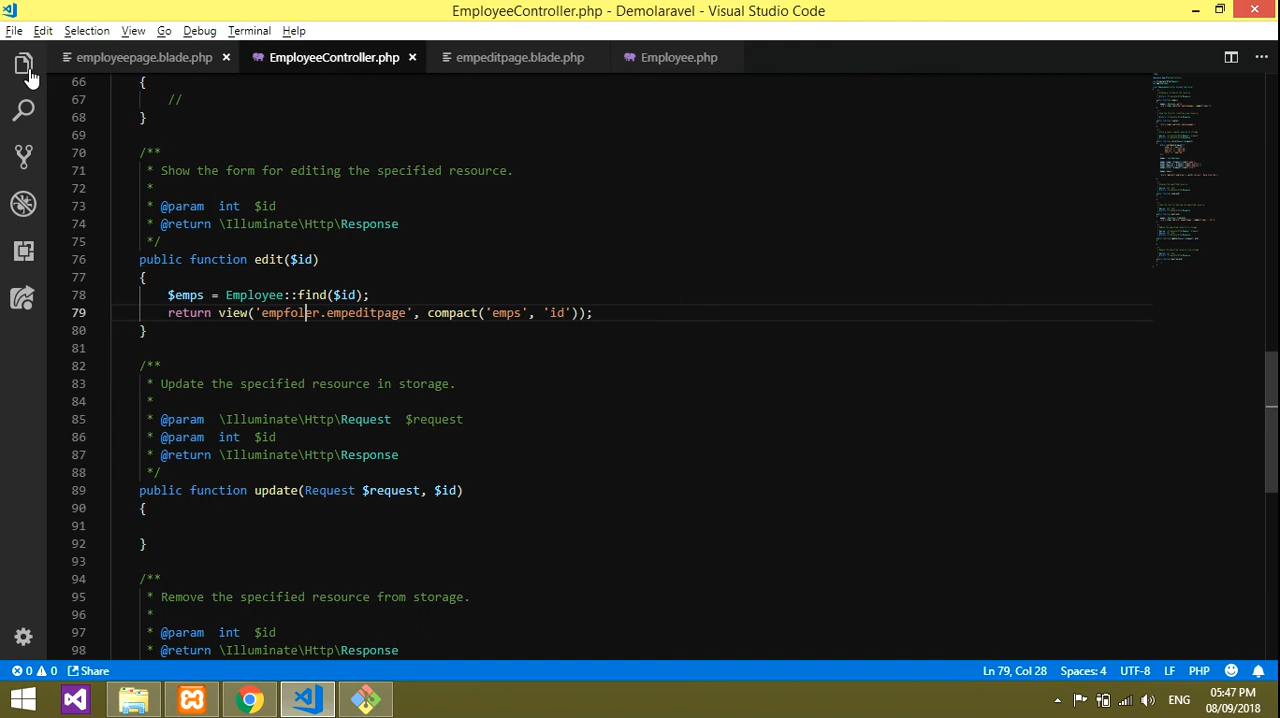 EmployeeController.php - Demolaravel - Visual Studio Code
File Edit Selection View Go Debug Terminal Help
employeepage.blade.php EmployeeController.php empeditpage.blade.php Employee.php
66 {
67 //
68 }
69
70 /**
71 * Show the form for editing the specified resource.
72 *
73 * @param int $id
74 * @return \Illuminate\Http\Response
75 */
76 public function edit($id)
77 {
78 $emps = Employee::find($id);
79 return view('empfoler.empeditpage', compact('emps', 'id'));
80 }
81
82 /**
83 * Update the specified resource in storage.
84 *
85 * @param \Illuminate\Http\Request $request
86 * @param int $id
87 * @return \Illuminate\Http\Response
88 */
89 public function update(Request $request, $id)
90 {
91
92 }
93
94 /**
95 * Remove the specified resource from storage.
96 *
97 * @param int $id
98 * @return \Illuminate\Http\Response
0 0 Share Ln 79, Col 28 Spaces: 4 UTF-8 LF PHP
ENG 05:47 PM
08/09/2018